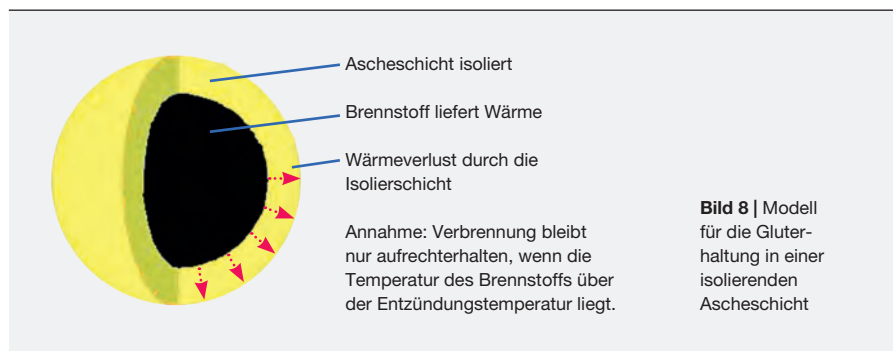 Ascheschicht isoliert
Brennstoff liefert Wärme
Wärmeverlust durch die
Isolierschicht
Annahme: Verbrennung bleibt
nur aufrechterhalten, wenn die
Temperatur des Brennstoffs über
der Entzündungstemperatur liegt.
Bild 8 | Modell
für die Gluter-
haltung in einer
isolierenden
Ascheschicht